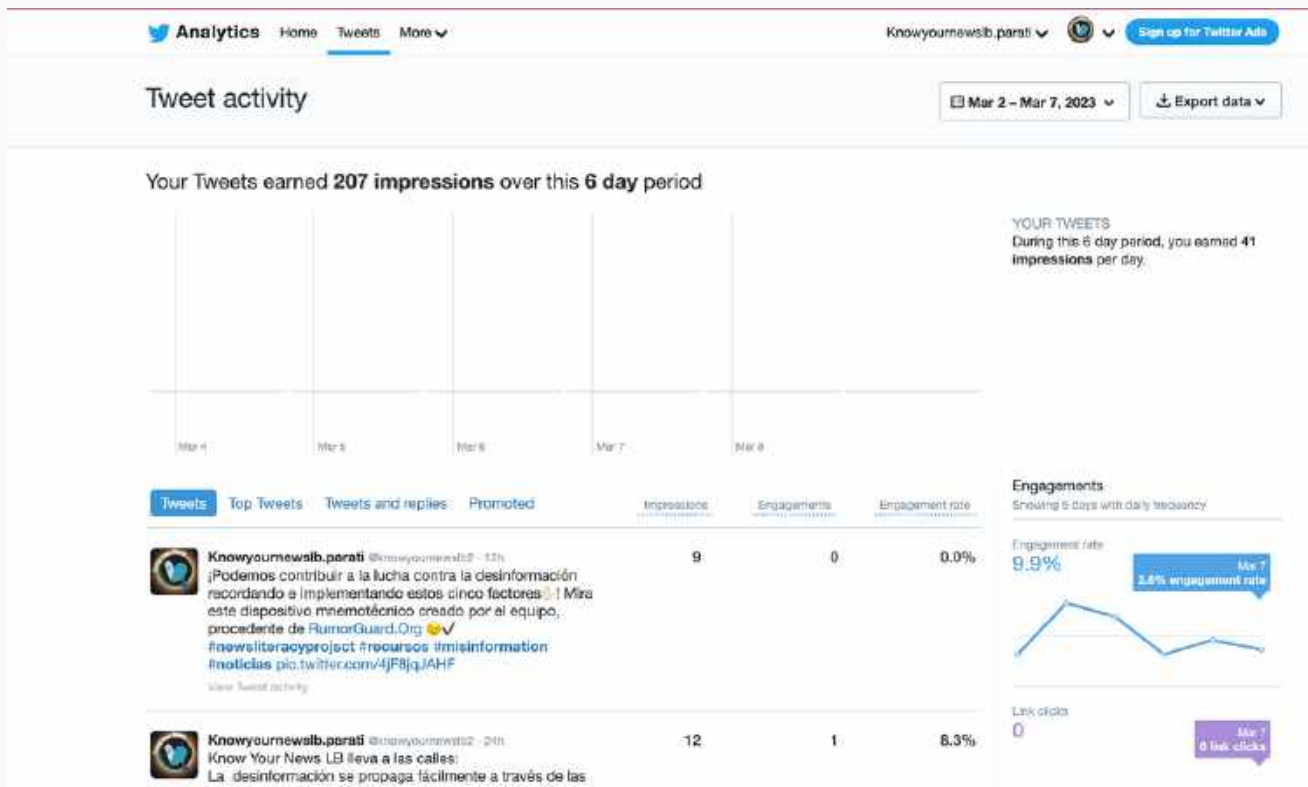 Analytics Home Tweets More
Knowyournewslb.parati
Sign up for Twitter Ads
Tweet activity
Mar 2 – Mar 7, 2023
Export data
Your Tweets earned 207 impressions over this 6 day period
YOUR TWEETS
During this 6 day period, you earned 41
impressions per day.
Mar 4 Mar 5 Mar 6 Mar 7
Tweets Top Tweets Tweets and replies Promoted
Impressions Engagements Engagement rate
Knowyournewslb.parati @knowyournewslb2
9 0 0.0%
¡Podemos contribuir a la lucha contra la desinformación
recordando e implementando estos cinco factores! Mira
este dispositivo mnemotécnico creado por el equipo,
procedente de RumorGuard.Org
#newsliteracyproject #recursos #misinformation
#noticias pic.twitter.com/4jF8jqJAHF
View Tweet activity
Knowyournewslb.parati @knowyournewslb2 · 24h
12 1 8.3%
Know Your News LB lleva a las calles:
La desinformación se propaga fácilmente a través de las
Engagements
Showing 6 days with daily frequency
Engagement rate
9.9%
Mar 7
engagement rate
Link clicks
0
Mar 7
0 link clicks